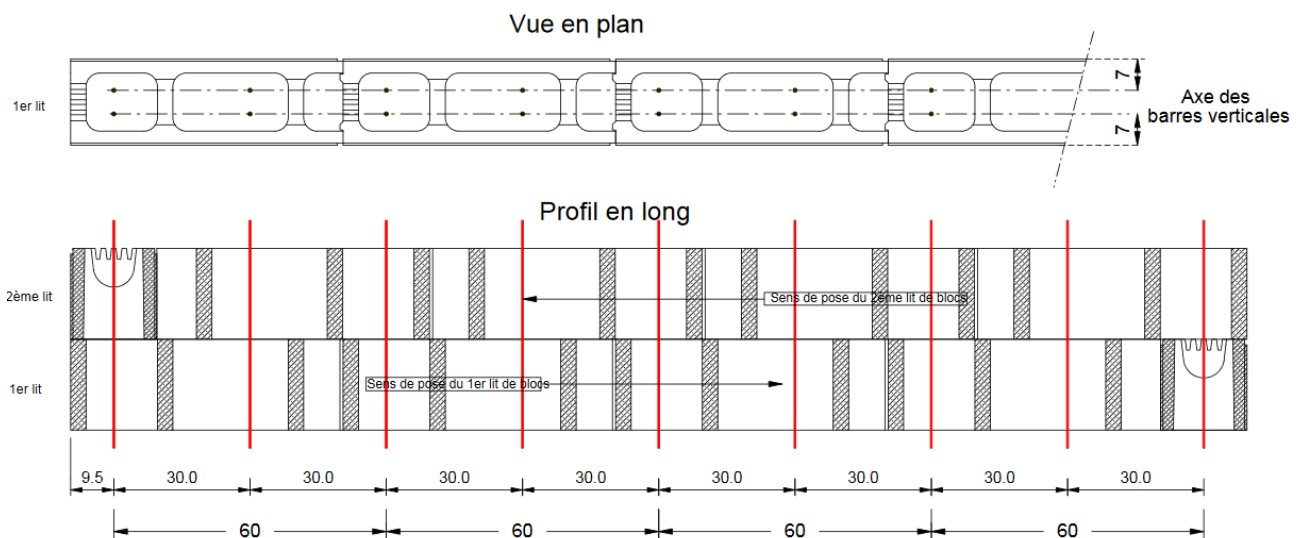 Vue en plan
1er lit
7
7
Axe des
barres verticales
Profil en long
2ème lit
Sens de pose du 2ème lit de blocs
1er lit
Sens de pose du 1er lit de blocs
9.5 30.0 30.0 30.0 30.0 30.0 30.0 30.0 30.0
60 60 60 60